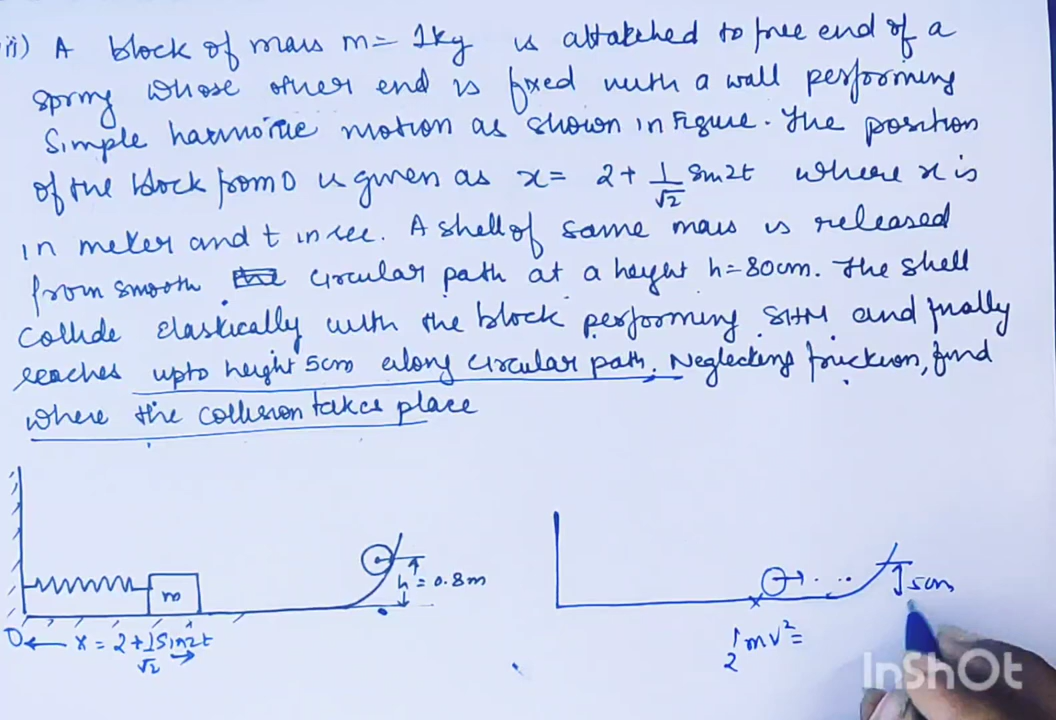 ii) A block of mass m = 1kg is attatched to free end of a
spring whose other end is fixed with a wall performing
Simple harmonic motion as shown in Figure. The position
of the block from O is given as x = 2 + 1/√2 Sin2t where x is
in meter and t in sec. A shell of same mass is released
from smooth circular path at a height h = 80cm. The shell
Collide elastically with the block performing SHM and finally
reaches upto height 5cm along circular path. Neglecting friction, find
where the collision takes place
m
h = 0.8m
5cm
O x = 2 + 1/√2 Sin2t
1/2 mv² =
InShOt